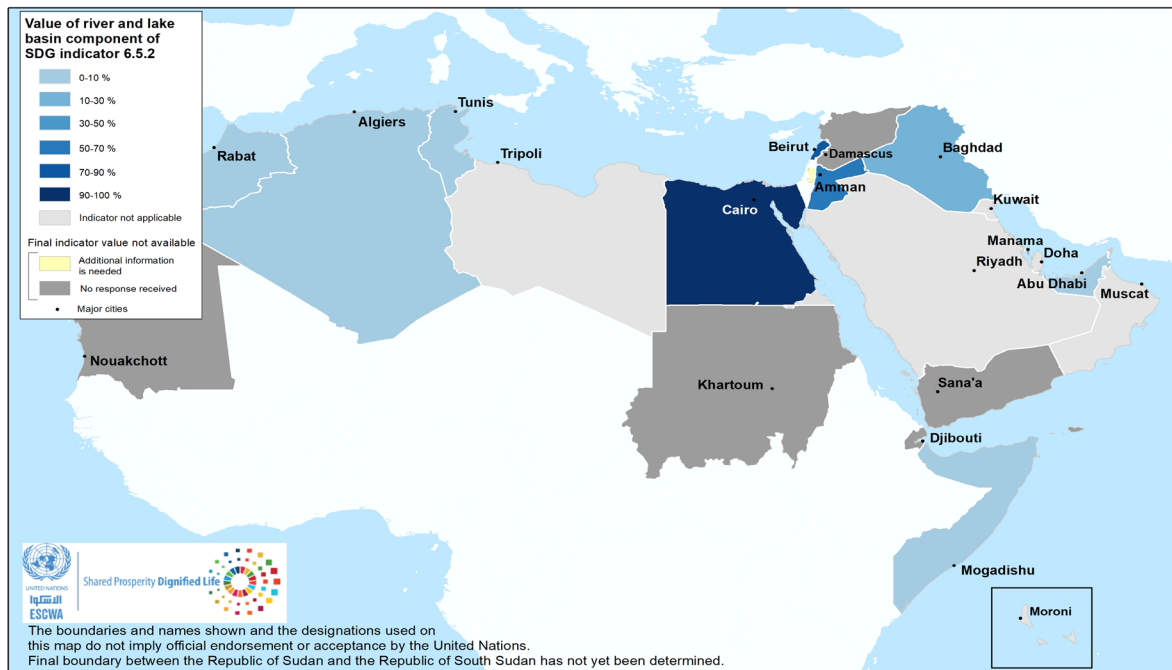 Value of river and lake
basin component of
SDG indicator 6.5.2
0-10 %
10-30 %
30-50 %
50-70 %
70-90 %
90-100 %
Indicator not applicable
Final indicator value not available
Additional information
is needed
No response received
Major cities
Tunis
Algiers
Rabat
Tripoli
Beirut
Damascus
Baghdad
Amman
Cairo
Kuwait
Manama
Doha
Riyadh
Abu Dhabi
Muscat
Nouakchott
Khartoum
Sana'a
Djibouti
Mogadishu
Moroni
UNITED NATIONS
الاسكوا
ESCWA
Shared Prosperity Dignified Life
The boundaries and names shown and the designations used on
this map do not imply official endorsement or acceptance by the United Nations.
Final boundary between the Republic of Sudan and the Republic of South Sudan has not yet been determined.